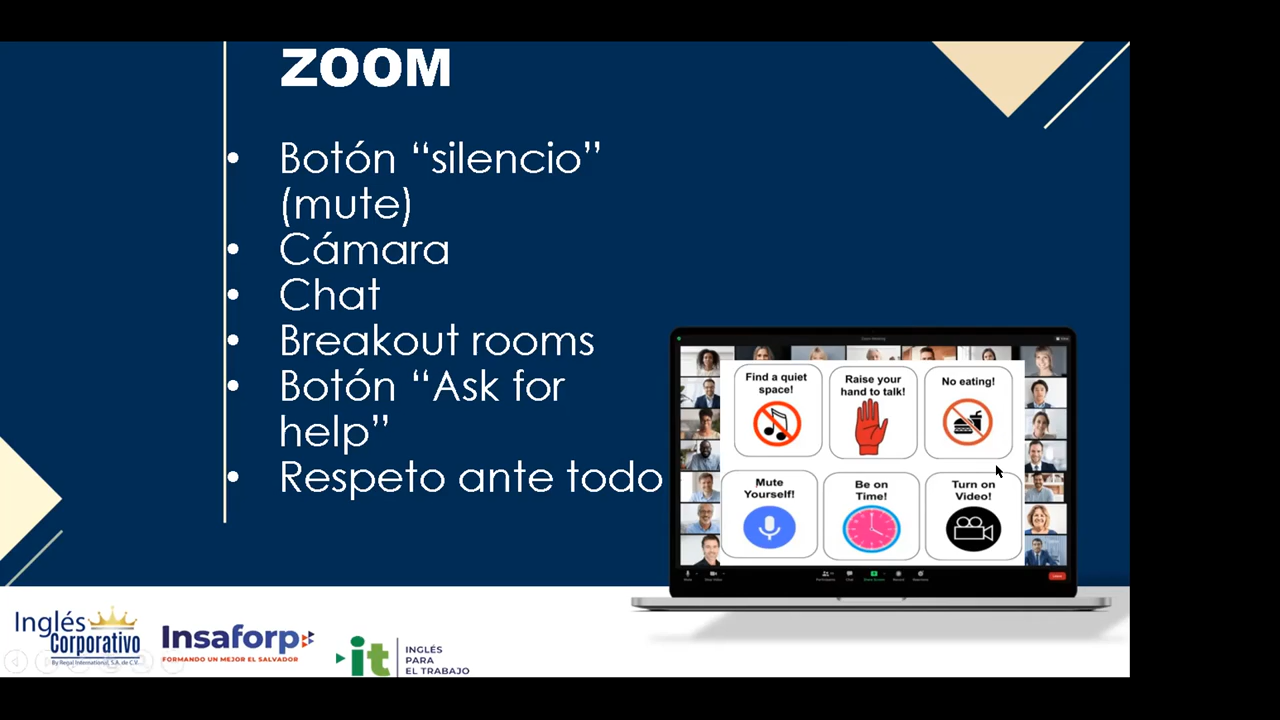 ZOOM
• Botón “silencio”
(mute)
• Cámara
• Chat
• Breakout rooms
• Botón “Ask for
help”
• Respeto ante todo
Find a quiet
space!
Raise your
hand to talk!
No eating!
Mute
Yourself!
Be on
Time!
Turn on
Video!
Inglés
Corporativo
By Regal International, S.A. de C.V.
Insaforp
FORMANDO UN MEJOR EL SALVADOR
it
INGLÉS
PARA
EL TRABAJO